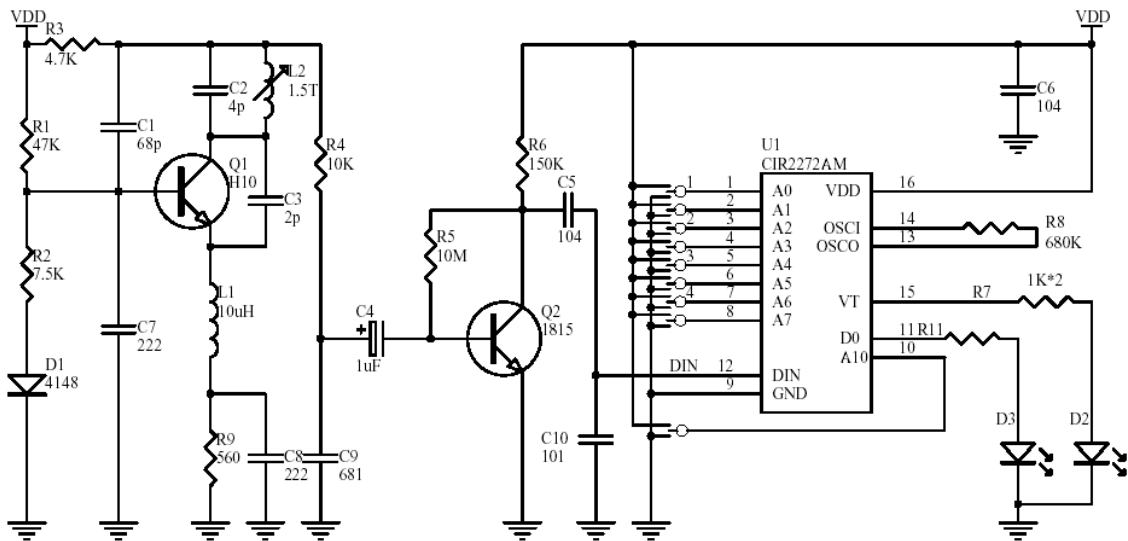 VDD
R3
4.7K
R1
47K
C1
68p
C2
4p
L2
1.5T
Q1
H10
C3
2p
R4
10K
R2
7.5K
L1
10uH
C7
222
D1
4148
R9
560
C8
222
C9
681
C4
+
1uF
R5
10M
R6
150K
C5
104
Q2
1815
C10
101
VDD
C6
104
U1
CIR2272AM
1 1 A0 VDD 16
2 A1
2 3 A2 OSCI 14
4 A3 OSCO 13
R8
680K
3 5 A4
6 A5
4 7 A6 VT 15 R7 1K*2
8 A7
D0 11 R11
A10 10
DIN 12 DIN
9 GND
D3
D2